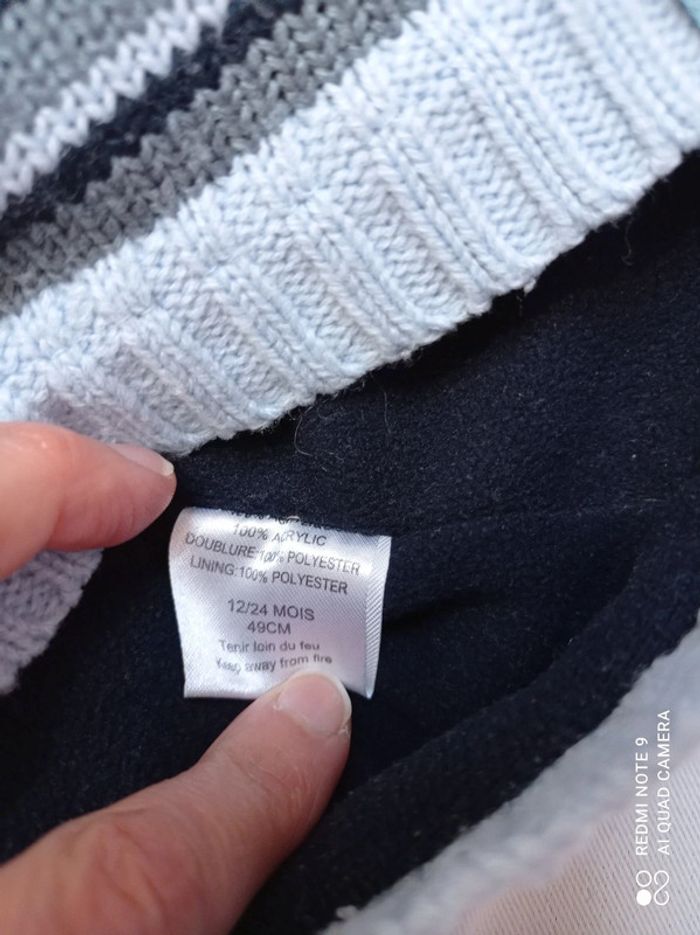 100% ACRYLIC
DOUBLURE:100% POLYESTER
LINING:100% POLYESTER
12/24 MOIS
49CM
Tenir loin du feu
Keep away from fire
REDMI NOTE 9
AI QUAD CAMERA